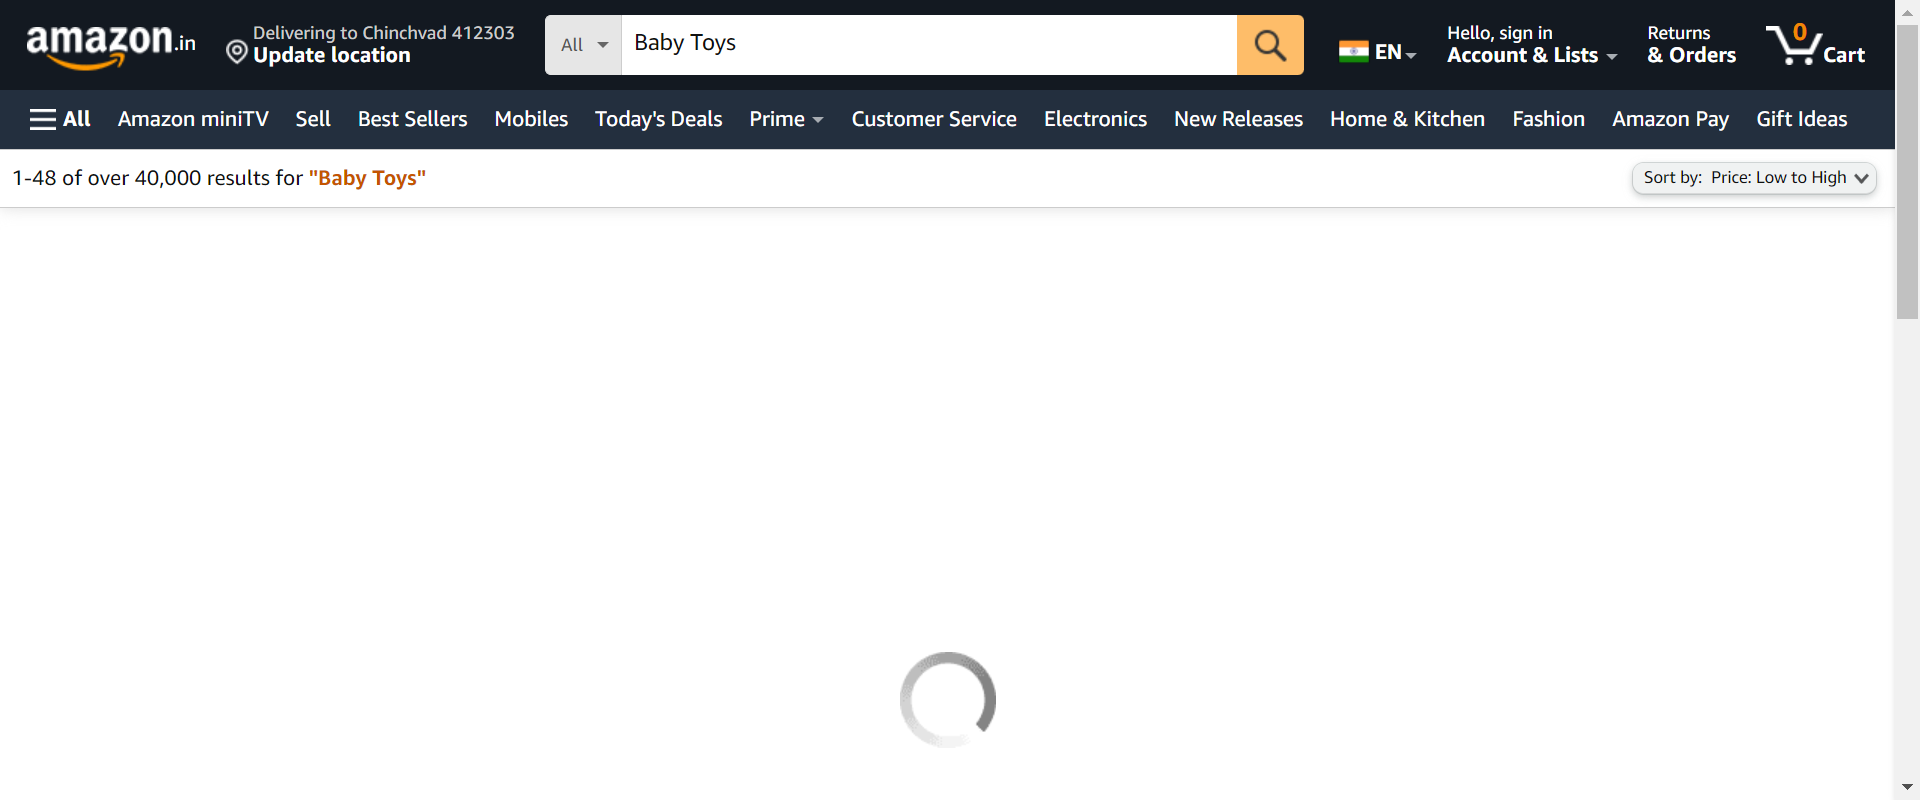 amazon.in
Delivering to Chinchvad 412303
Update location
All
Baby Toys
EN
Hello, sign in
Account & Lists
Returns
& Orders
0
Cart
All Amazon miniTV Sell Best Sellers Mobiles Today's Deals Prime Customer Service Electronics New Releases Home & Kitchen Fashion Amazon Pay Gift Ideas
1-48 of over 40,000 results for "Baby Toys"
Sort by: Price: Low to High